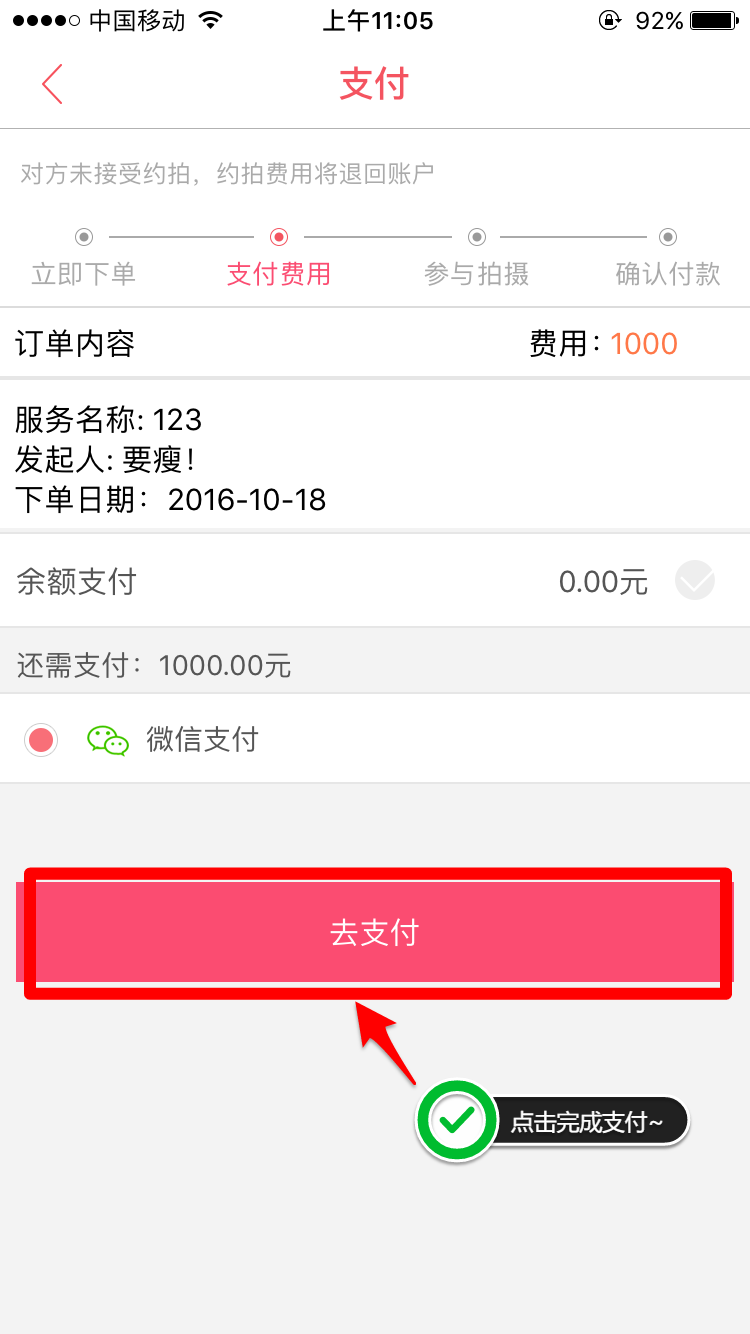 中国移动 上午11:05 92%
支付
对方未接受约拍，约拍费用将退回账户
立即下单 支付费用 参与拍摄 确认付款
订单内容 费用：1000
服务名称: 123
发起人: 要瘦！
下单日期：2016-10-18
余额支付 0.00元
还需支付：1000.00元
微信支付
去支付
点击完成支付~